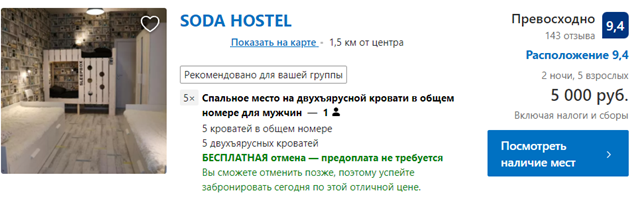 SODA HOSTEL
Показать на карте - 1,5 км от центра
Рекомендовано для вашей группы
5× Спальное место на двухъярусной кровати в общем
номере для мужчин — 1
5 кроватей в общем номере
5 двухъярусных кроватей
БЕСПЛАТНАЯ отмена — предоплата не требуется
Вы сможете отменить позже, поэтому успейте
забронировать сегодня по этой отличной цене.
Превосходно 9,4
143 отзыва
Расположение 9,4
2 ночи, 5 взрослых
5 000 руб.
Включая налоги и сборы
Посмотреть
наличие мест